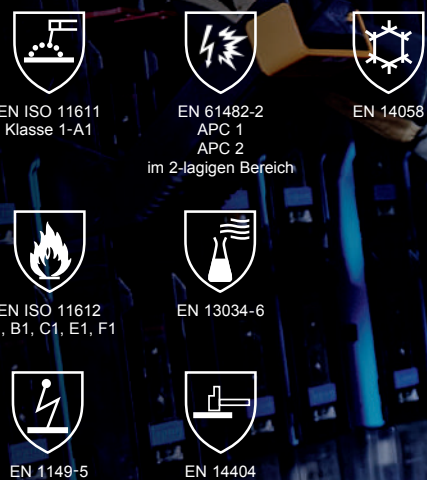 EN ISO 11611
Klasse 1-A1
EN 61482-2
APC 1
APC 2
im 2-lagigen Bereich
EN 14058
EN ISO 11612
, B1, C1, E1, F1
EN 13034-6
EN 1149-5
EN 14404